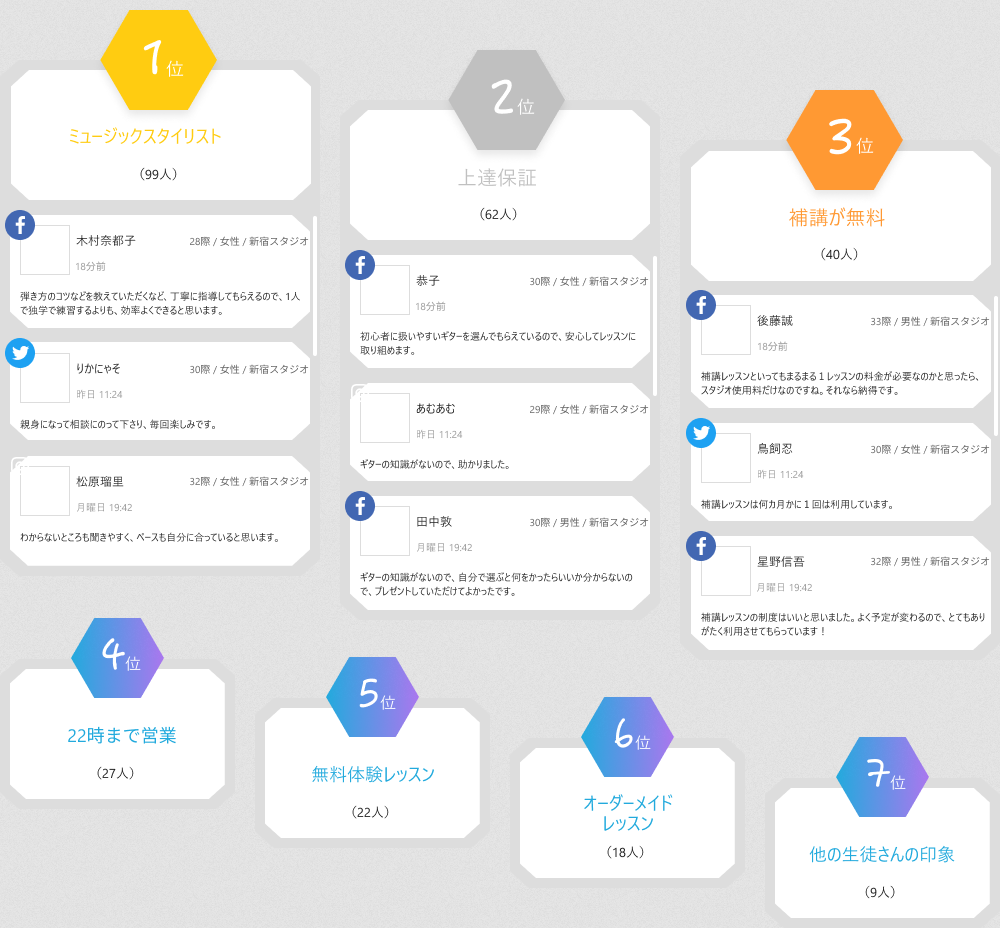 1位
ミュージックスタイリスト
（99人）
木村奈都子
28際 / 女性 / 新宿スタジオ
18分前
弾き方のコツなどを教えていただくなど、丁寧に指導してもらえるので、1人
で独学で練習するよりも、効率よくできると思います。
りかにゃそ
30際 / 女性 / 新宿スタジオ
昨日 11:24
親身になって相談にのって下さり、毎回楽しみです。
松原瑠里
32際 / 女性 / 新宿スタジオ
月曜日 19:42
わからないところも聞きやすく、ペースも自分に合っていると思います。
2位
上達保証
（62人）
恭子
30際 / 女性 / 新宿スタジオ
18分前
初心者に扱いやすいギターを選んでもらえているので、安心してレッスンに
取り組めます。
あむあむ
29際 / 女性 / 新宿スタジオ
昨日 11:24
ギターの知識がないので、助かりました。
田中敦
30際 / 男性 / 新宿スタジオ
月曜日 19:42
ギターの知識がないので、自分で選ぶと何をかったらいいか分からないの
で、プレゼントしていただけてよかったです。
3位
補講が無料
（40人）
後藤誠
33際 / 男性 / 新宿スタジオ
18分前
補講レッスンといってもまるまる１レッスンの料金が必要なのかと思ったら、
スタジオ使用料だけなのですね。それなら納得です。
鳥飼忍
30際 / 女性 / 新宿スタジオ
昨日 11:24
補講レッスンは何カ月かに１回は利用しています。
星野信吾
32際 / 男性 / 新宿スタジオ
月曜日 19:42
補講レッスンの制度はいいと思いました。よく予定が変わるので、とてもあり
がたく利用させてもらっています！
4位
22時まで営業
（27人）
5位
無料体験レッスン
（22人）
6位
オーダーメイド
レッスン
（18人）
7位
他の生徒さんの印象
（9人）